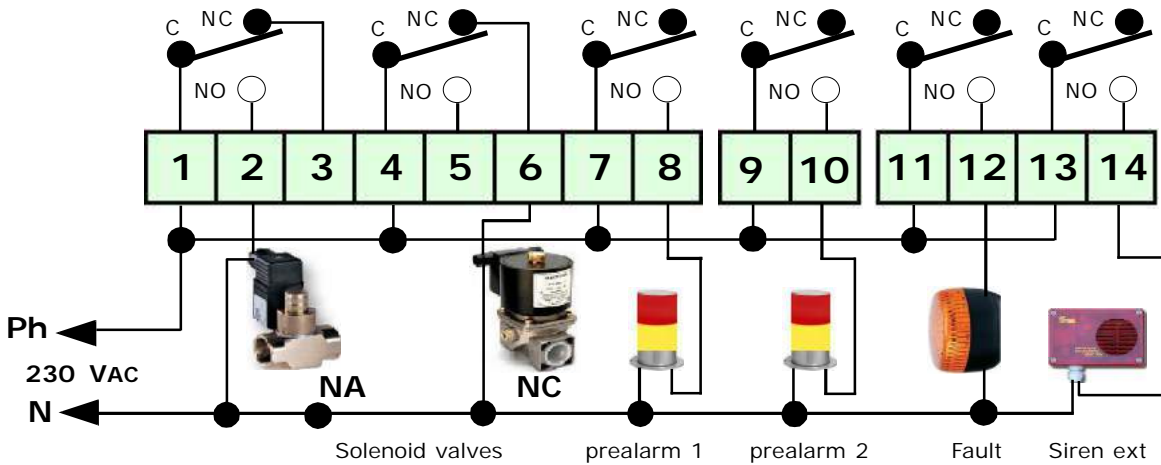 C NC C NC C NC C NC C NC C NC
NO NO NO NO NO NO
1 2 3 4 5 6 7 8 9 10 11 12 13 14
Ph
230 VAC
N
NA NC
Solenoid valves prealarm 1 prealarm 2 Fault Siren ext